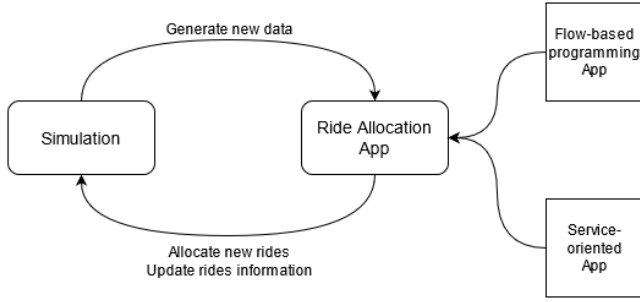 Generate new data
Flow-based
programming
App
Simulation
Ride Allocation
App
Allocate new rides
Update rides information
Service-
oriented
App